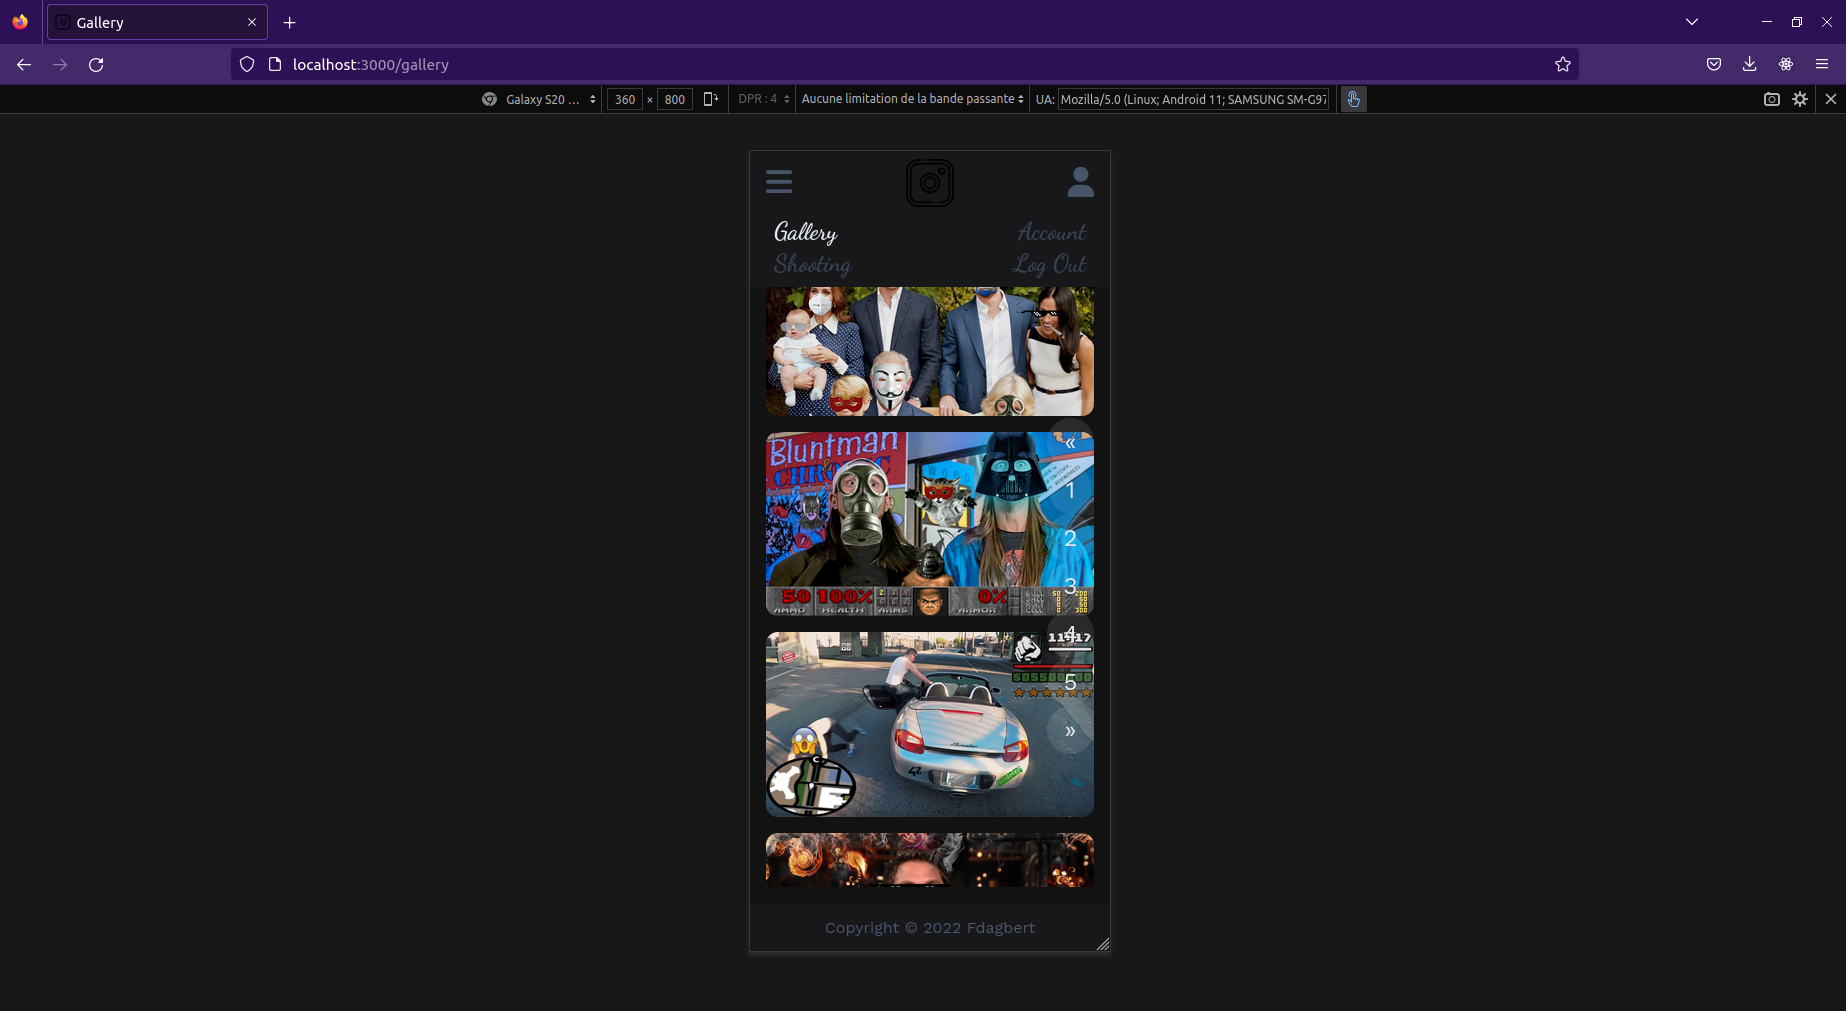 Gallery
localhost:3000/gallery
Galaxy S20 ... 360 × 800 DPR : 4 Aucune limitation de la bande passante UA: Mozilla/5.0 (Linux; Android 11; SAMSUNG SM-G97
Gallery Account
Shooting Log Out
Bluntman
CHRONIC
«
1
2
3
50 100% 0%
AMMO HEALTH ARMS ARMOR
4
5
»
42
Copyright © 2022 Fdagbert